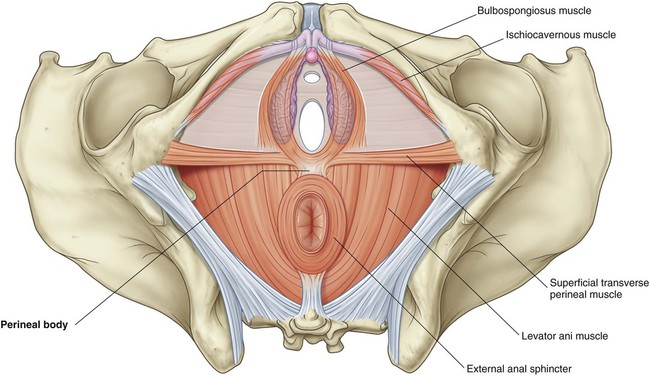 Bulbospongiosus muscle
Ischiocavernous muscle
Superficial transverse
perineal muscle
Perineal body
Levator ani muscle
External anal sphincter